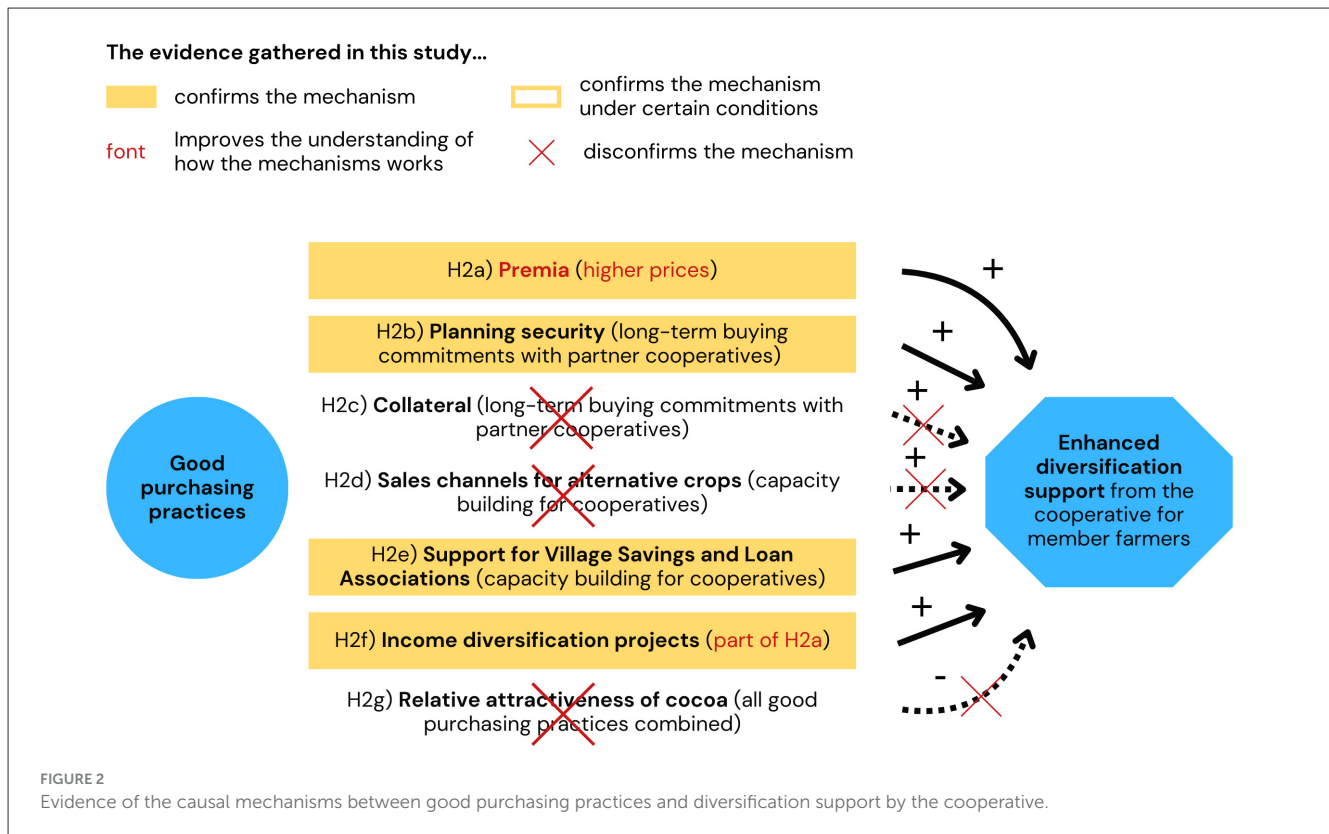 The evidence gathered in this study...
confirms the mechanism
confirms the mechanism
under certain conditions
font
Improves the understanding of
how the mechanisms works
disconfirms the mechanism
H2a) Premia (higher prices)
+
H2b) Planning security (long-term buying
commitments with partner cooperatives)
+
H2c) Collateral (long-term buying commitments with
partner cooperatives)
+
H2d) Sales channels for alternative crops (capacity
building for cooperatives)
+
H2e) Support for Village Savings and Loan
Associations (capacity building for cooperatives)
+
H2f) Income diversification projects (part of H2a)
+
H2g) Relative attractiveness of cocoa (all good
purchasing practices combined)
-
Good
purchasing
practices
Enhanced
diversification
support from the
cooperative for
member farmers
FIGURE 2
Evidence of the causal mechanisms between good purchasing practices and diversification support by the cooperative.